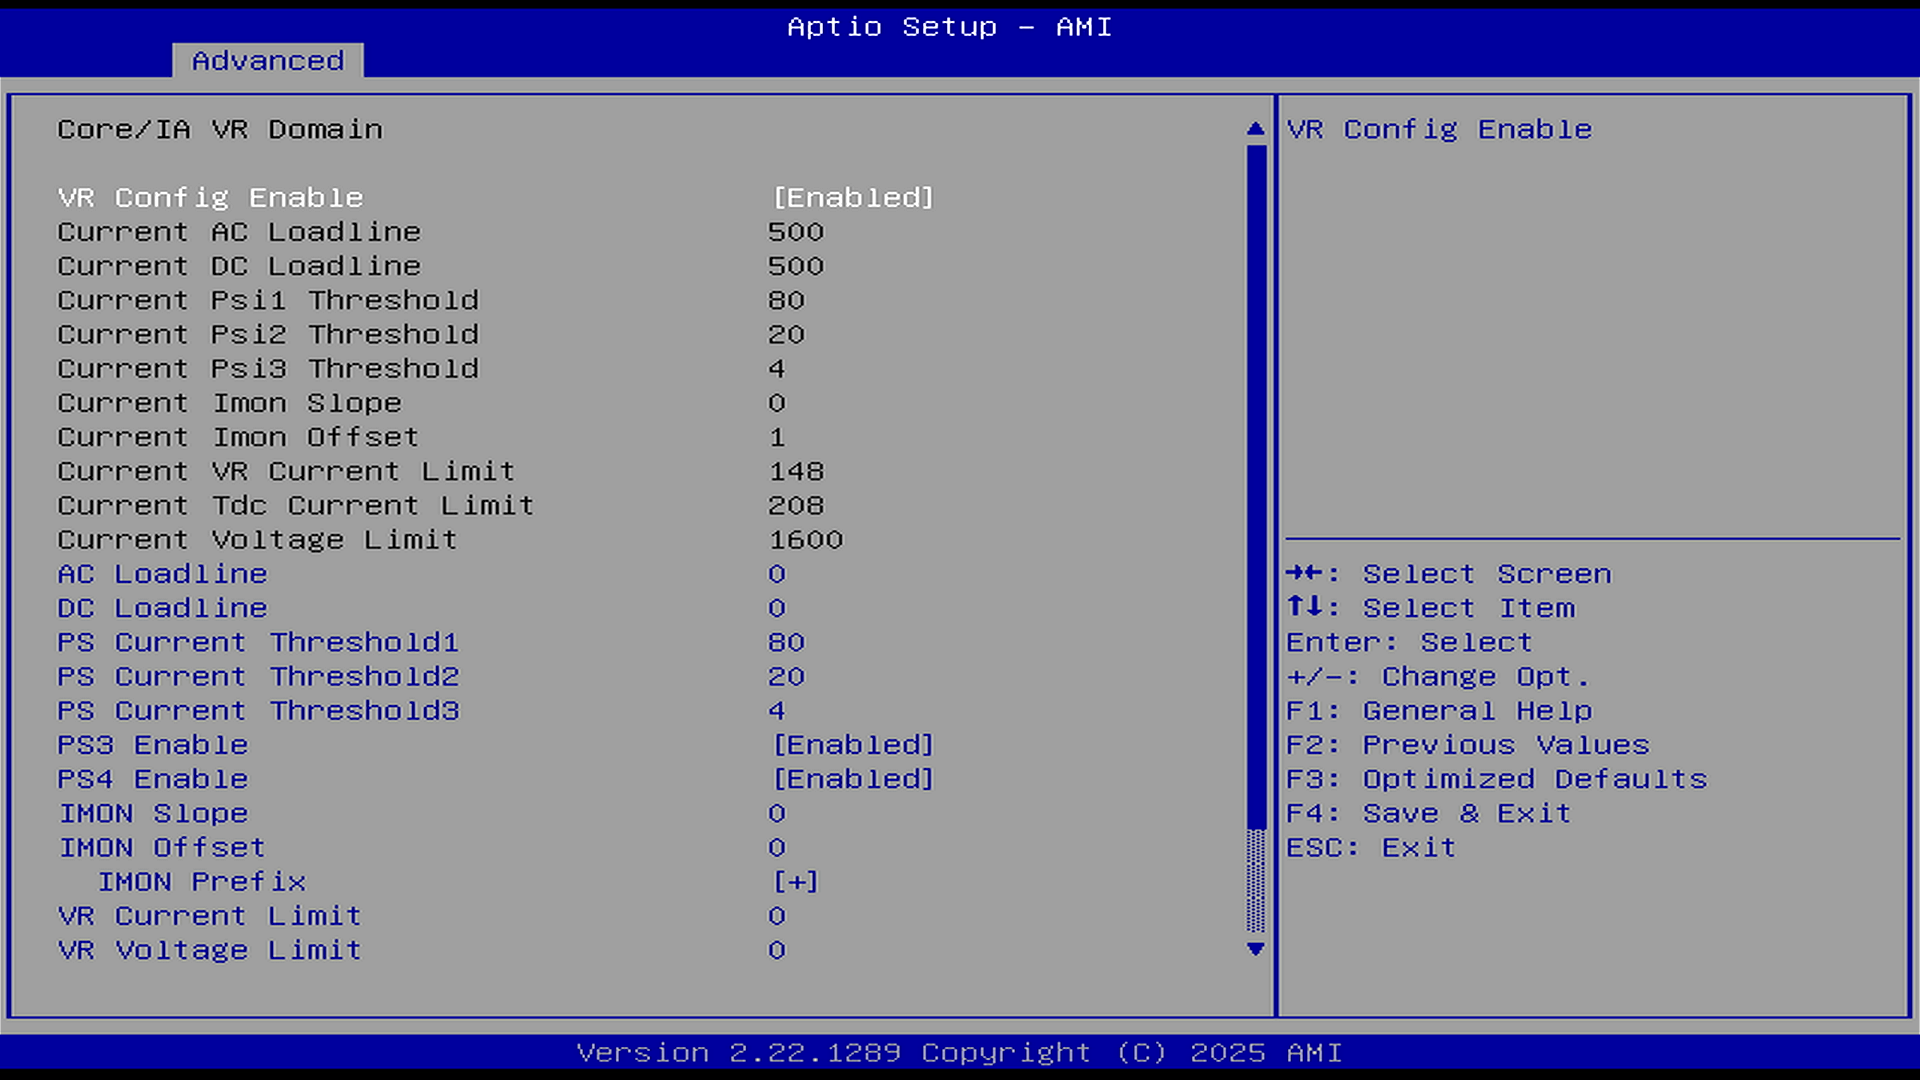 Aptio Setup - AMI
Advanced
Core/IA VR Domain
VR Config Enable [Enabled]
Current AC Loadline 500
Current DC Loadline 500
Current Psi1 Threshold 80
Current Psi2 Threshold 20
Current Psi3 Threshold 4
Current Imon Slope 0
Current Imon Offset 1
Current VR Current Limit 148
Current Tdc Current Limit 208
Current Voltage Limit 1600
AC Loadline 0
DC Loadline 0
PS Current Threshold1 80
PS Current Threshold2 20
PS Current Threshold3 4
PS3 Enable [Enabled]
PS4 Enable [Enabled]
IMON Slope 0
IMON Offset 0
IMON Prefix [+]
VR Current Limit 0
VR Voltage Limit 0
VR Config Enable
→←: Select Screen
↑↓: Select Item
Enter: Select
+/-: Change Opt.
F1: General Help
F2: Previous Values
F3: Optimized Defaults
F4: Save & Exit
ESC: Exit
Version 2.22.1289 Copyright (C) 2025 AMI